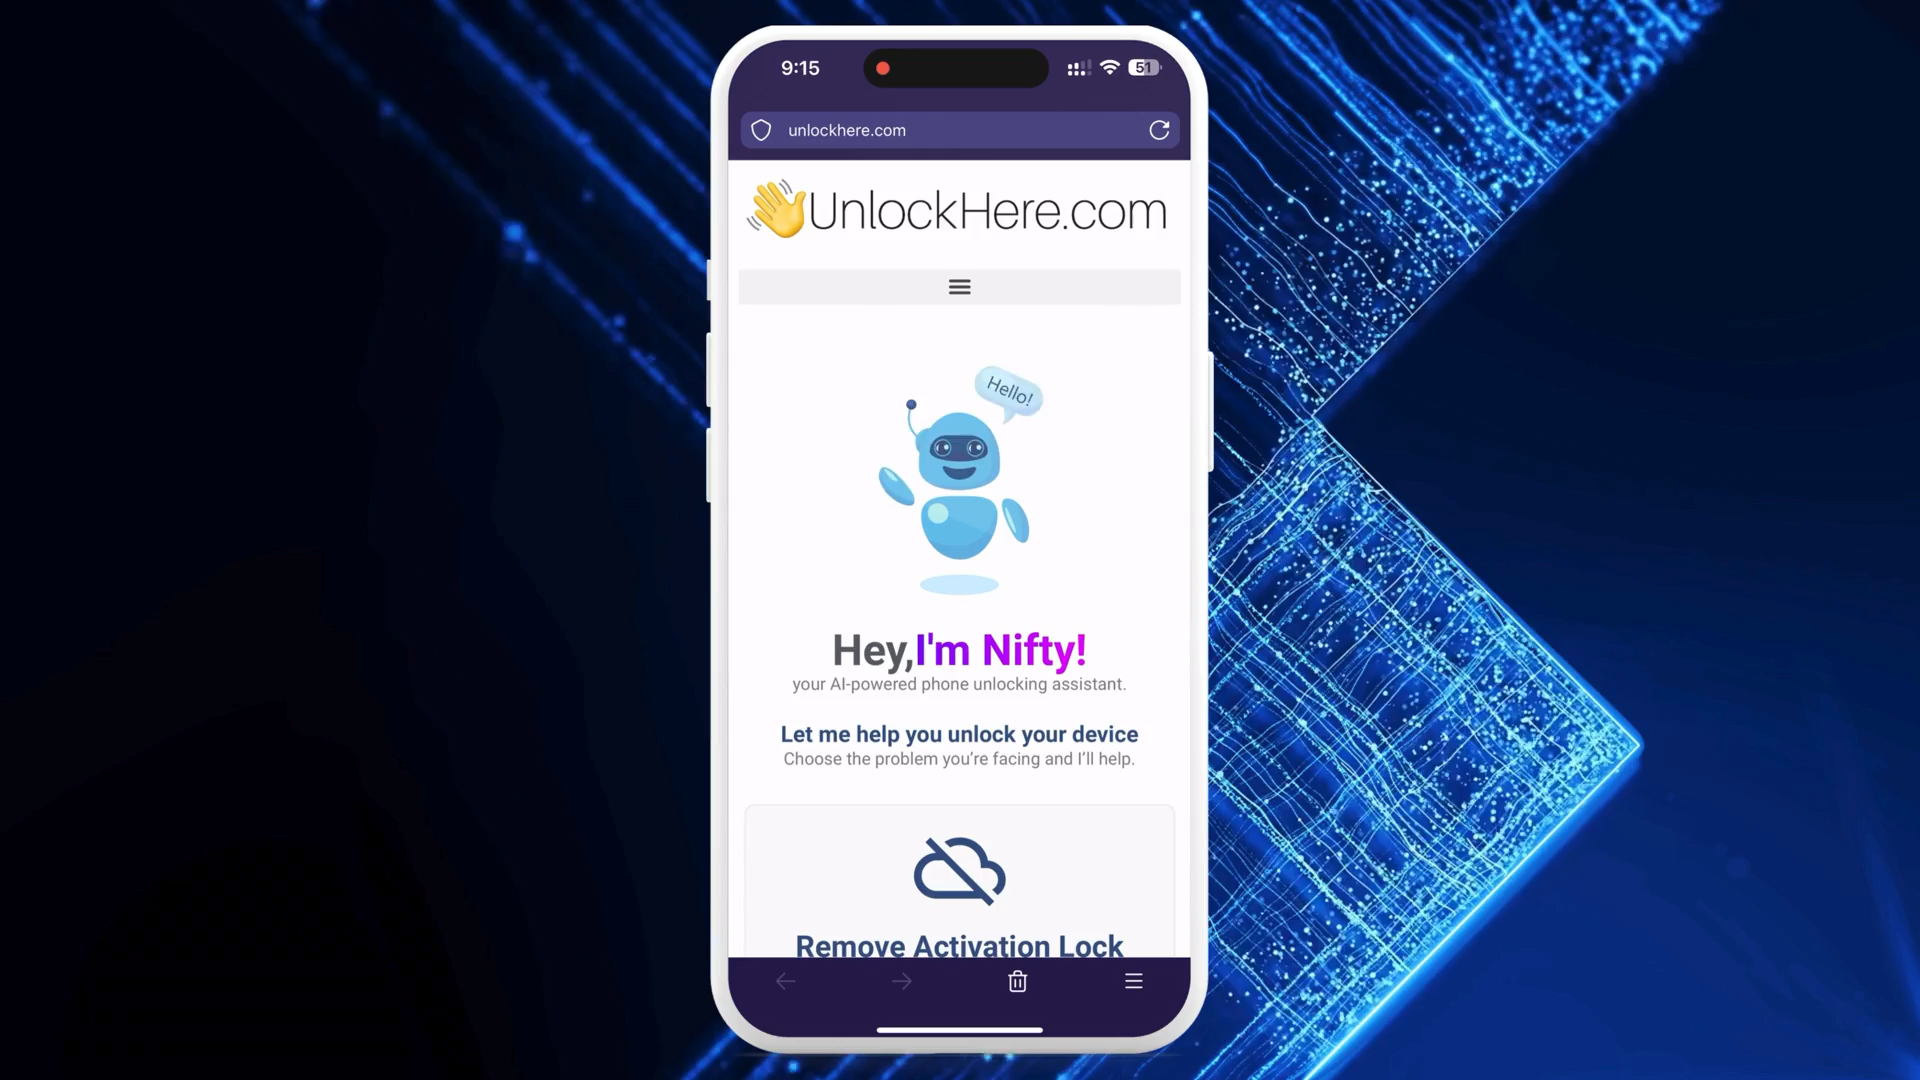 9:15
51
unlockhere.com
UnlockHere.com
Hello!
Hey,I'm Nifty!
your AI-powered phone unlocking assistant.
Let me help you unlock your device
Choose the problem you’re facing and I’ll help.
Remove Activation Lock